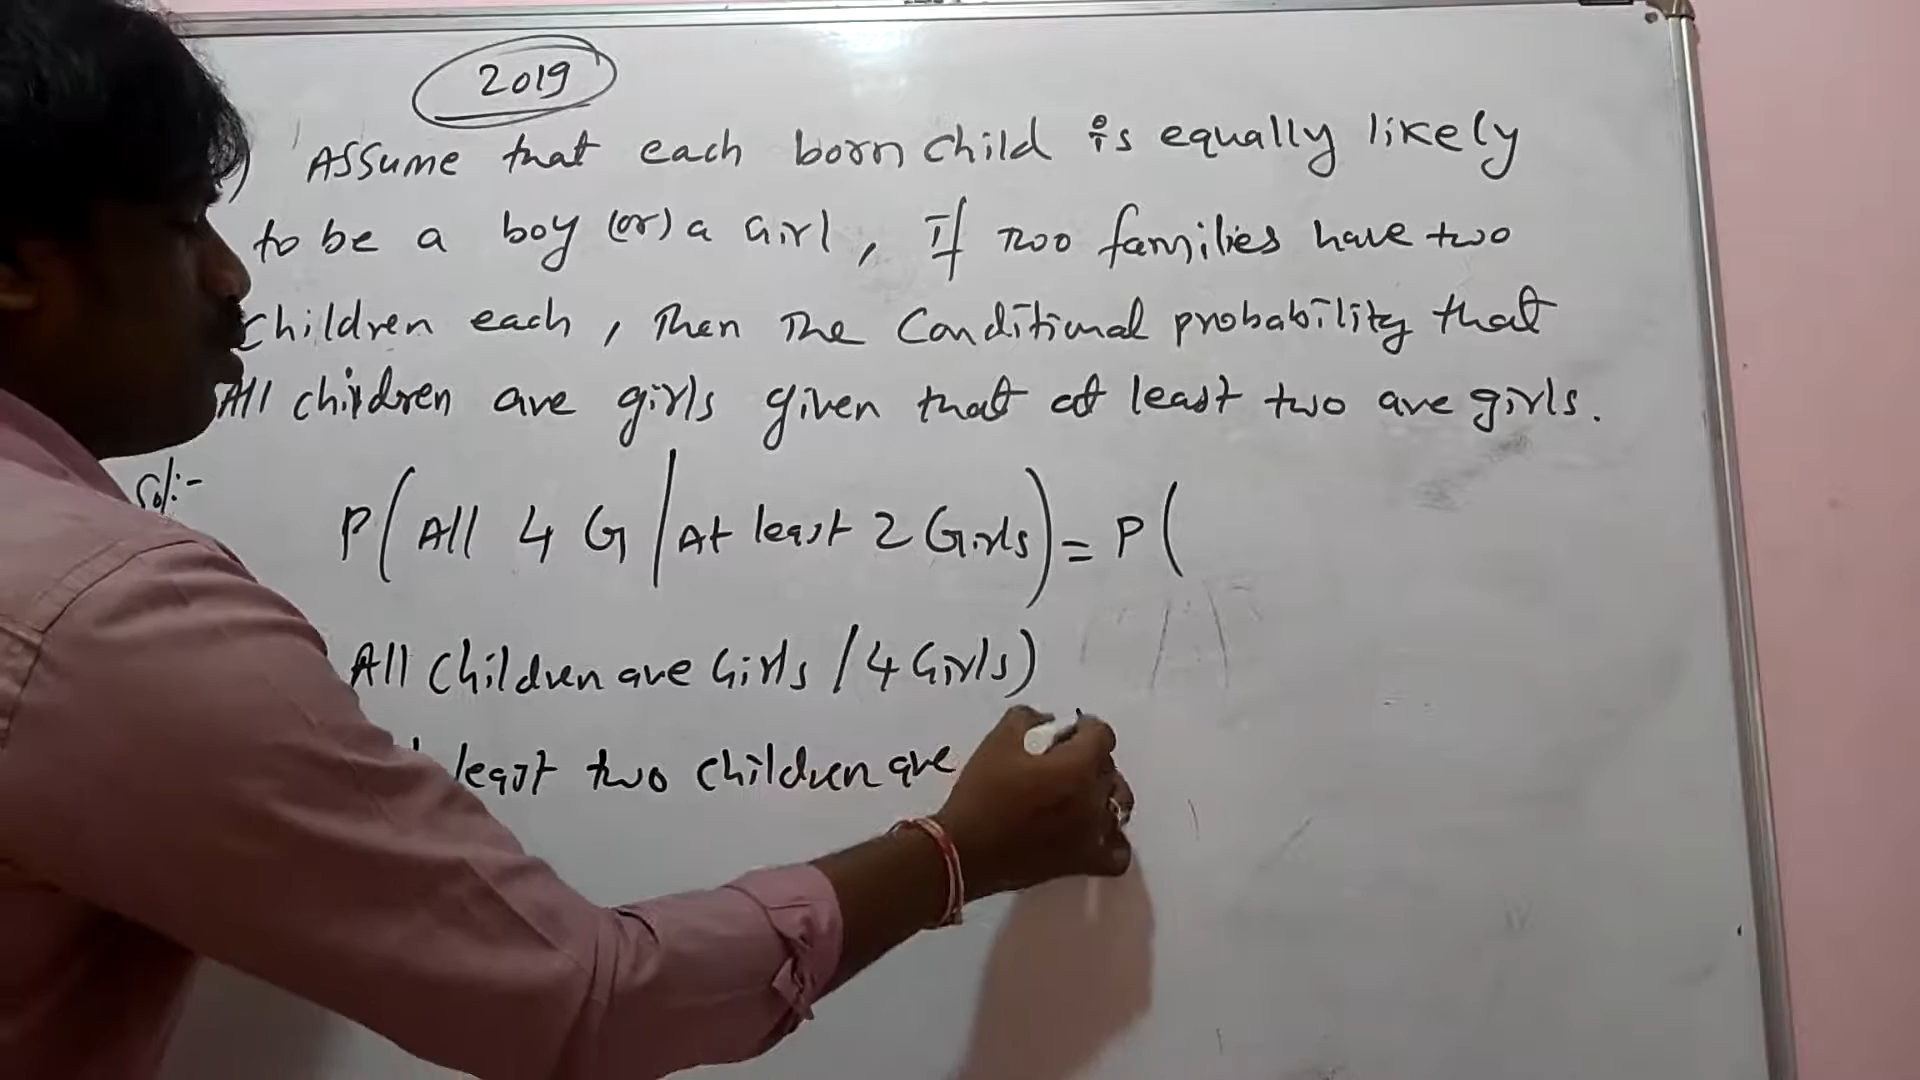 2019
) Assume that each born child is equally likely
to be a boy (or) a Girl, If two families have two
children each, Then The Conditional probability that
All children are girls given that at least two are girls.
Sol:-
P(All 4 G | At least 2 Girls) = P(
All Children are Girls / 4 Girls)
least two children are